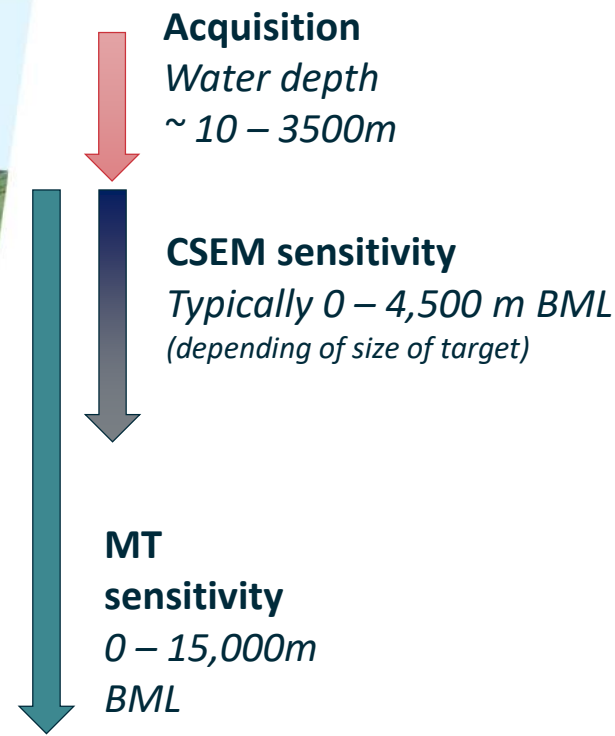 Acquisition
Water depth
~ 10 – 3500m
CSEM sensitivity
Typically 0 – 4,500 m BML
(depending of size of target)
MT
sensitivity
0 – 15,000m
BML